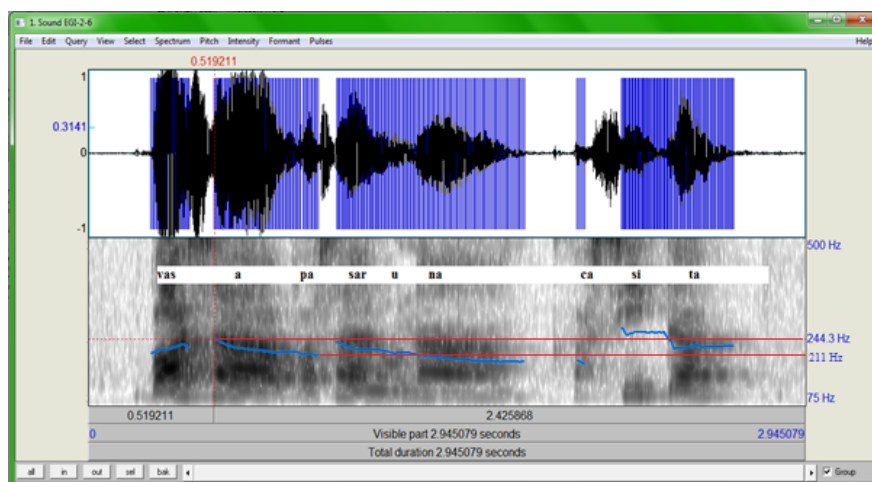 1. Sound EGI-2-6
File Edit Query View Select Spectrum Pitch Intensity Formant Pulses Help
0.519211
1
0.3141
0
-1
500 Hz
vas a pa sar u na ca si ta
244.3 Hz
211 Hz
75 Hz
0.519211 2.425868
0 Visible part 2.945079 seconds 2.945079
Total duration 2.945079 seconds
all in out sel bak Group